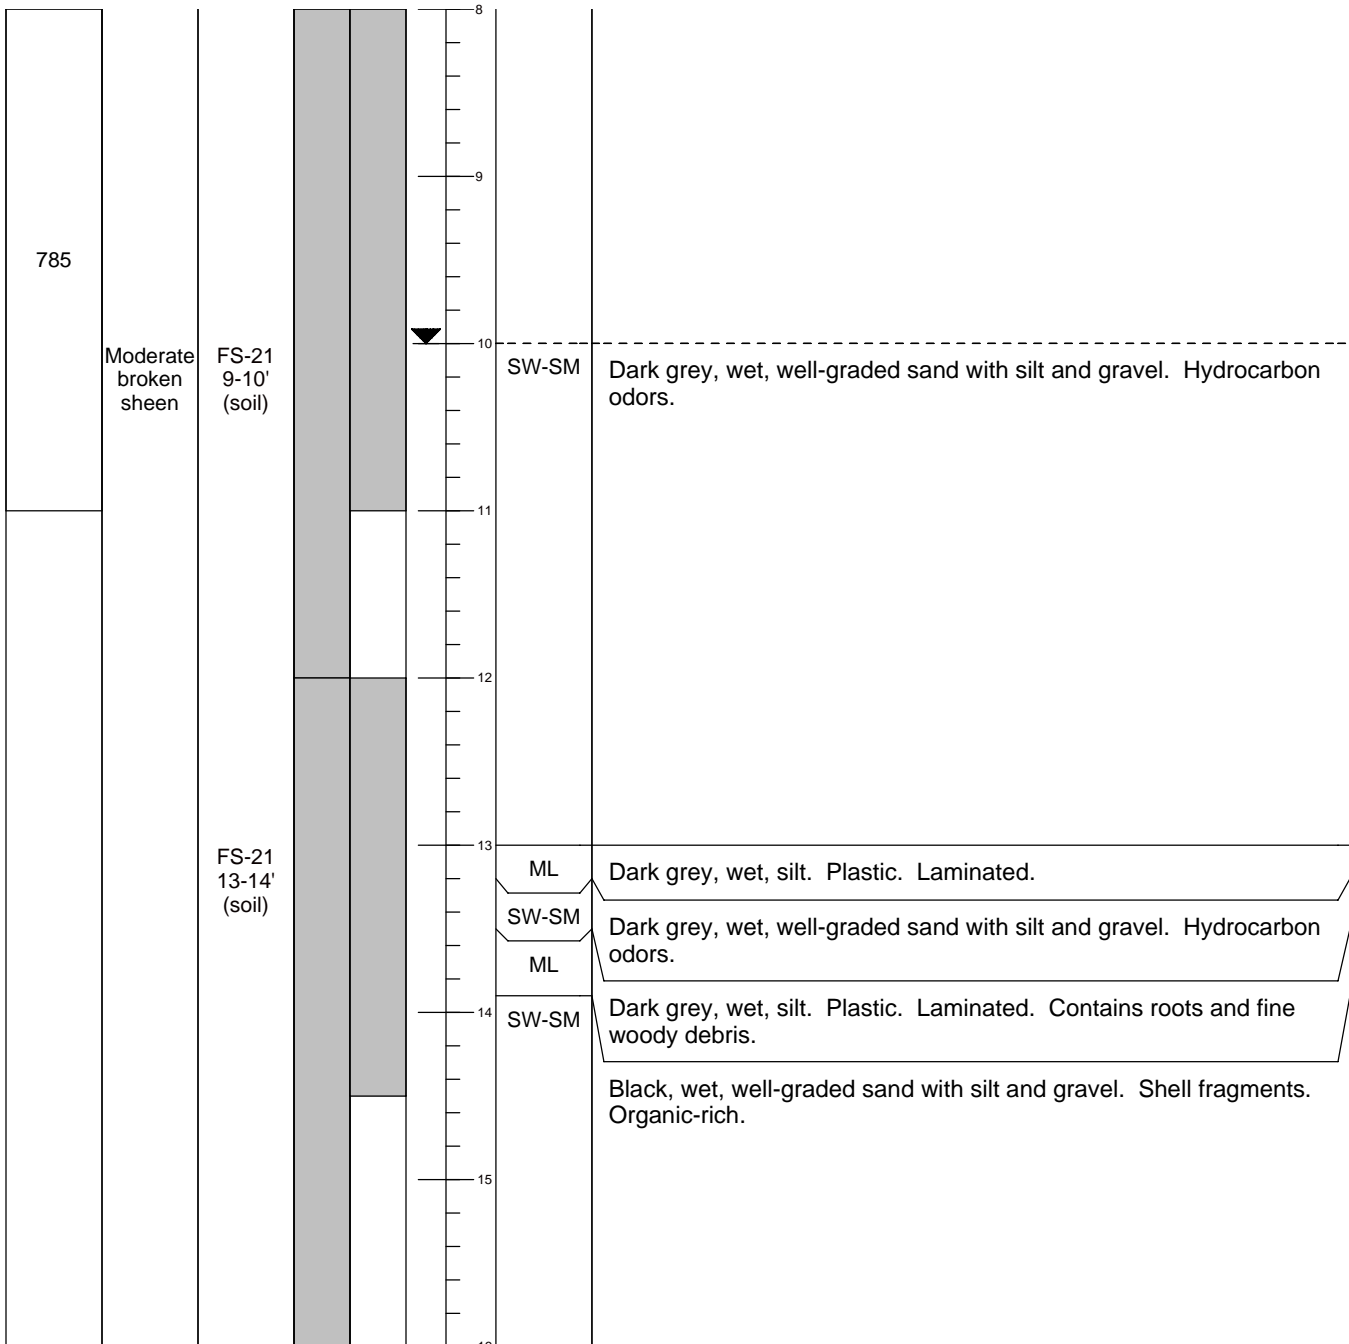 8
9
785
10
Moderate
broken
sheen
FS-21
9-10'
(soil)
SW-SM
Dark grey, wet, well-graded sand with silt and gravel. Hydrocarbon
odors.
11
12
13
FS-21
13-14'
(soil)
ML
Dark grey, wet, silt. Plastic. Laminated.
SW-SM
Dark grey, wet, well-graded sand with silt and gravel. Hydrocarbon
odors.
ML
14
SW-SM
Dark grey, wet, silt. Plastic. Laminated. Contains roots and fine
woody debris.
Black, wet, well-graded sand with silt and gravel. Shell fragments.
Organic-rich.
15